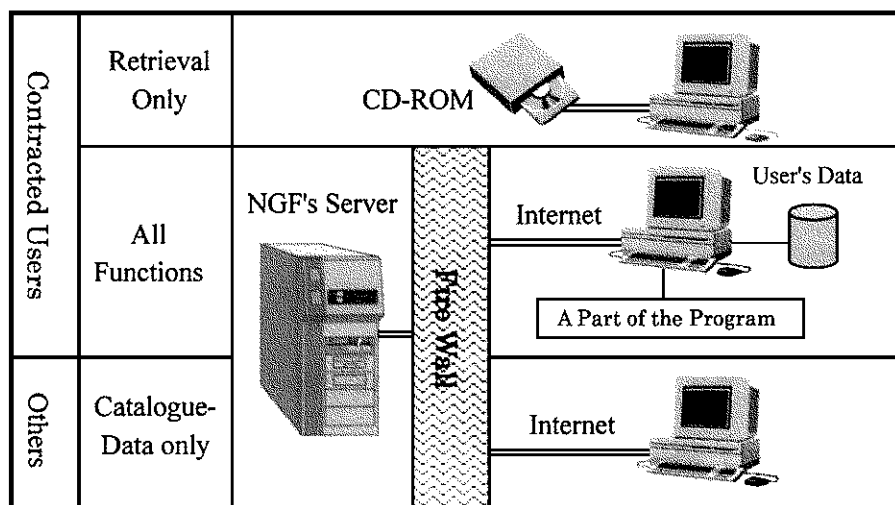 Contracted Users
Retrieval
Only
CD-ROM
All
Functions
NGF's Server
Fire Wall
Internet
User's Data
A Part of the Program
Others
Catalogue-
Data only
Internet